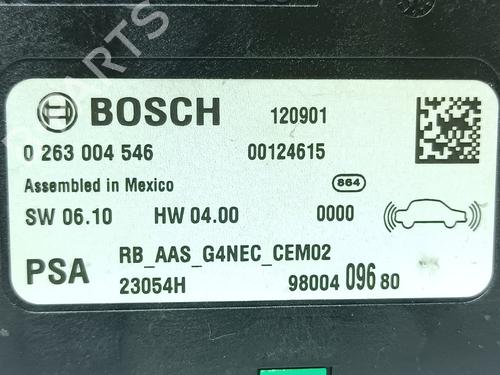 BOSCH 120901
0 263 004 546 00124615
Assembled in Mexico 864
SW 06.10 HW 04.00 0000
PSA RB_AAS_G4NEC_CEM02
23054H 98004 096 80